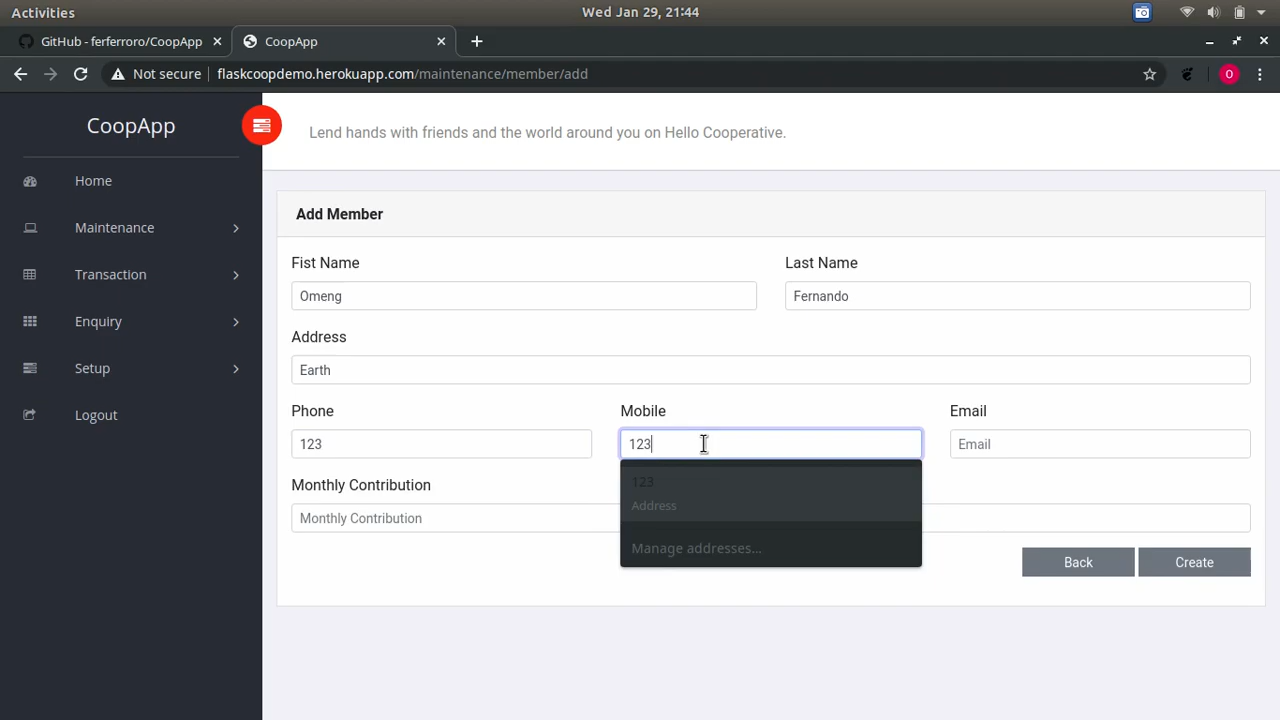 Activities
Wed Jan 29, 21:44
GitHub - ferferroro/CoopApp
CoopApp
Not secure
flaskcoopdemo.herokuapp.com/maintenance/member/add
O
CoopApp
Lend hands with friends and the world around you on Hello Cooperative.
Home
Maintenance
Transaction
Enquiry
Setup
Logout
Add Member
Fist Name
Last Name
Omeng
Fernando
Address
Earth
Phone
Mobile
Email
123
123
Email
123
Address
Manage addresses...
Monthly Contribution
Monthly Contribution
Back
Create